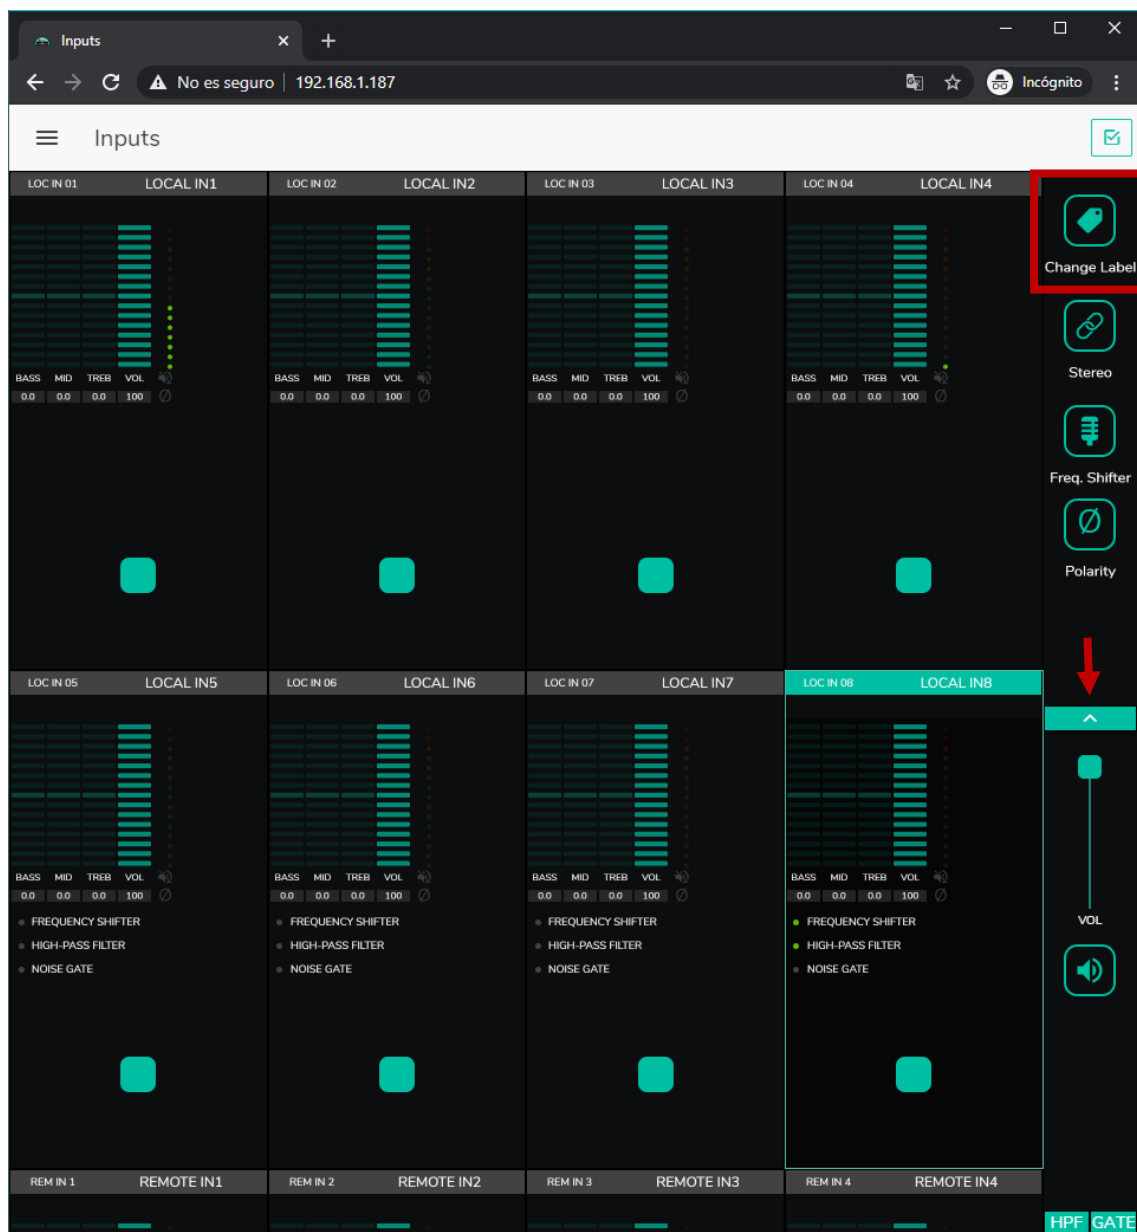 Inputs
No es seguro 192.168.1.187 Incógnito
Inputs
LOC IN 01 LOCAL IN1 LOC IN 02 LOCAL IN2 LOC IN 03 LOCAL IN3 LOC IN 04 LOCAL IN4
Change Label
Stereo
BASS MID TREB VOL BASS MID TREB VOL BASS MID TREB VOL BASS MID TREB VOL
0.0 0.0 0.0 100 0.0 0.0 0.0 100 0.0 0.0 0.0 100 0.0 0.0 0.0 100
Freq. Shifter
Polarity
LOC IN 05 LOCAL IN5 LOC IN 06 LOCAL IN6 LOC IN 07 LOCAL IN7 LOC IN 08 LOCAL IN8
BASS MID TREB VOL BASS MID TREB VOL BASS MID TREB VOL BASS MID TREB VOL
0.0 0.0 0.0 100 0.0 0.0 0.0 100 0.0 0.0 0.0 100 0.0 0.0 0.0 100
FREQUENCY SHIFTER FREQUENCY SHIFTER FREQUENCY SHIFTER FREQUENCY SHIFTER VOL
HIGH-PASS FILTER HIGH-PASS FILTER HIGH-PASS FILTER HIGH-PASS FILTER
NOISE GATE NOISE GATE NOISE GATE NOISE GATE
REM IN 1 REMOTE IN1 REM IN 2 REMOTE IN2 REM IN 3 REMOTE IN3 REM IN 4 REMOTE IN4
HPF GATE